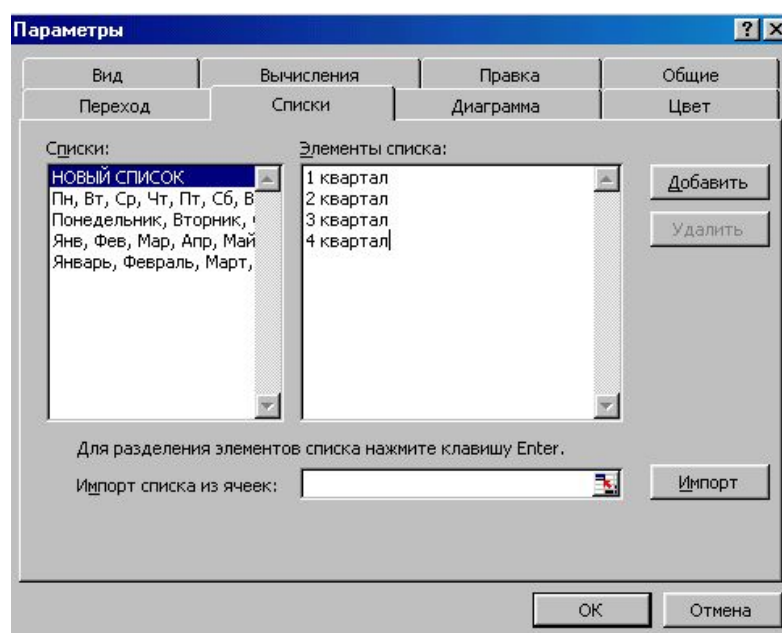 Параметры
Вид Вычисления Правка Общие
Переход Списки Диаграмма Цвет
Списки: Элементы списка:
НОВЫЙ СПИСОК
Пн, Вт, Ср, Чт, Пт, Сб, В
Понедельник, Вторник,
Янв, Фев, Мар, Апр, Май
Январь, Февраль, Март,
1 квартал
2 квартал
3 квартал
4 квартал
Добавить
Удалить
Для разделения элементов списка нажмите клавишу Enter.
Импорт списка из ячеек: Импорт
ОК Отмена